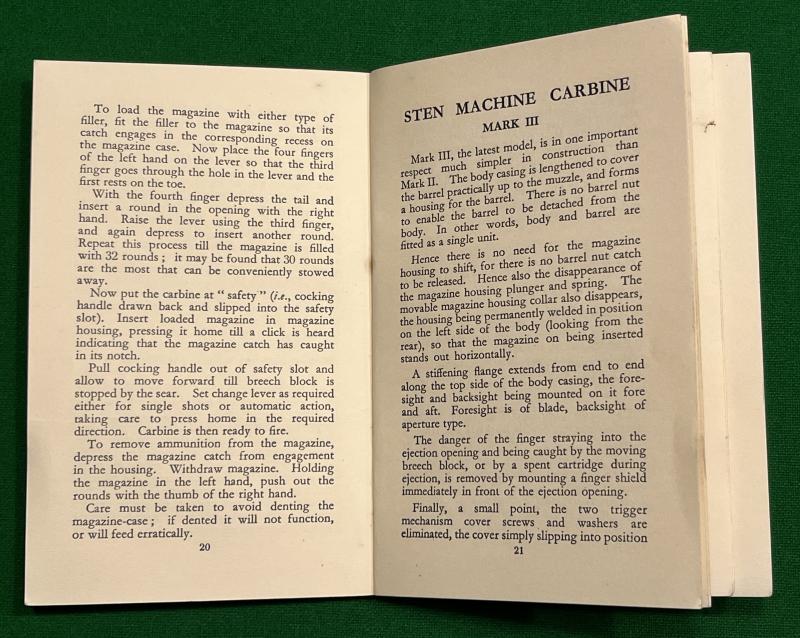 To load the magazine with either type of
filler, fit the filler to the magazine so that its
catch engages in the corresponding recess on
the magazine case. Now place the four fingers
of the left hand on the lever so that the third
finger goes through the hole in the lever and the
first rests on the toe.
With the fourth finger depress the tail and
insert a round in the opening with the right
hand. Raise the lever using the third finger,
and again depress to insert another round.
Repeat this process till the magazine is filled
with 32 rounds ; it may be found that 30 rounds
are the most that can be conveniently stowed
away.
Now put the carbine at “ safety ” (i.e., cocking
handle drawn back and slipped into the safety
slot). Insert loaded magazine in magazine
housing, pressing it home till a click is heard
indicating that the magazine catch has caught
in its notch.
Pull cocking handle out of safety slot and
allow to move forward till breech block is
stopped by the sear. Set change lever as required
either for single shots or automatic action,
taking care to press home in the required
direction. Carbine is then ready to fire.
To remove ammunition from the magazine,
depress the magazine catch from engagement
in the housing. Withdraw magazine. Holding
the magazine in the left hand, push out the
rounds with the thumb of the right hand.
Care must be taken to avoid denting the
magazine-case ; if dented it will not function,
or will feed erratically.
20
STEN MACHINE CARBINE
MARK III
Mark III, the latest model, is in one important
respect much simpler in construction than
Mark II. The body casing is lengthened to cover
the barrel practically up to the muzzle, and forms
a housing for the barrel. There is no barrel nut
to enable the barrel to be detached from the
body. In other words, body and barrel are
fitted as a single unit.
Hence there is no need for the magazine
housing to shift, for there is no barrel nut catch
to be released. Hence also the disappearance of
the magazine housing plunger and spring. The
movable magazine housing collar also disappears,
the housing being permanently welded in position
on the left side of the body (looking from the
rear), so that the magazine on being inserted
stands out horizontally.
A stiffening flange extends from end to end
along the top side of the body casing, the fore-
sight and backsight being mounted on it fore
and aft. Foresight is of blade, backsight of
aperture type.
The danger of the finger straying into the
ejection opening and being caught by the moving
breech block, or by a spent cartridge during
ejection, is removed by mounting a finger shield
immediately in front of the ejection opening.
Finally, a small point, the two trigger
mechanism cover screws and washers are
eliminated, the cover simply slipping into position
21